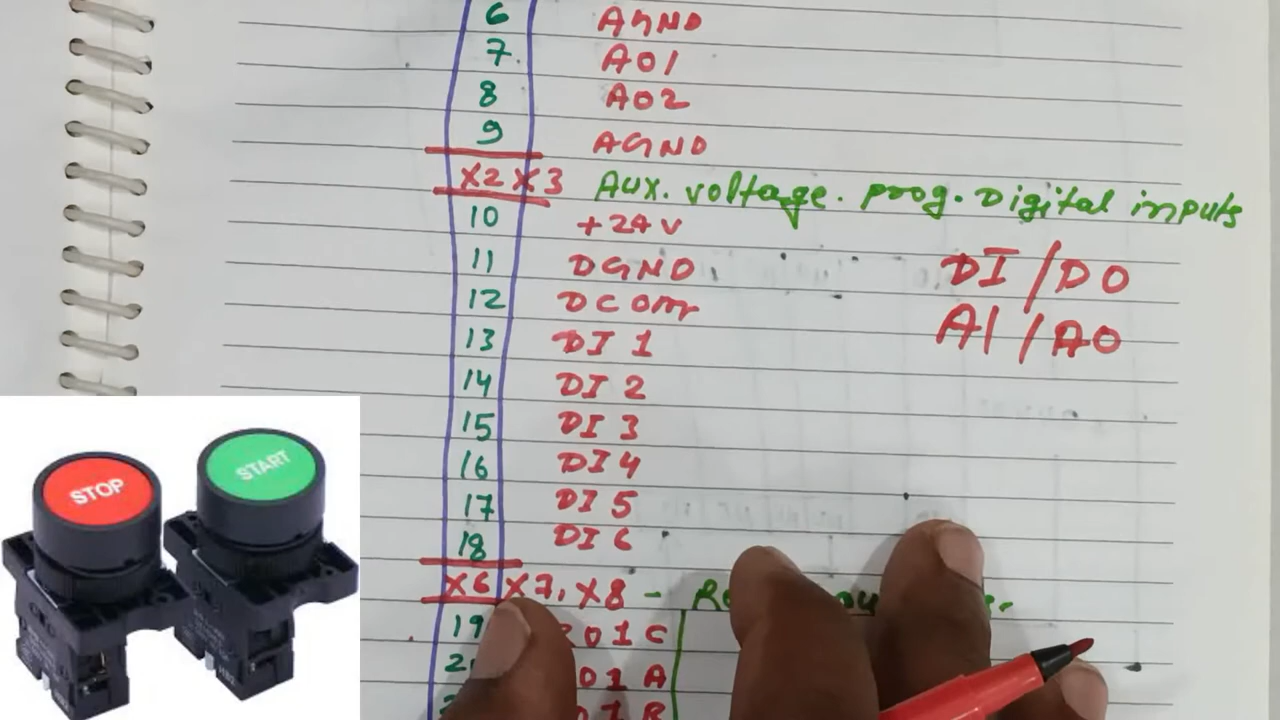 6 AGND
7. AO1
8 AO2
9 AGND
X2 X3 Aux. voltage. prog. Digital inputs
10 +24V
11 DGND
12 DCOM
13 DI 1
14 DI 2
15 DI 3
16 DI 4
17 DI 5
18 DI 6
DI/DO
AI/AO
X6 X7, X8 -
19 01 C
01 A
STOP
START